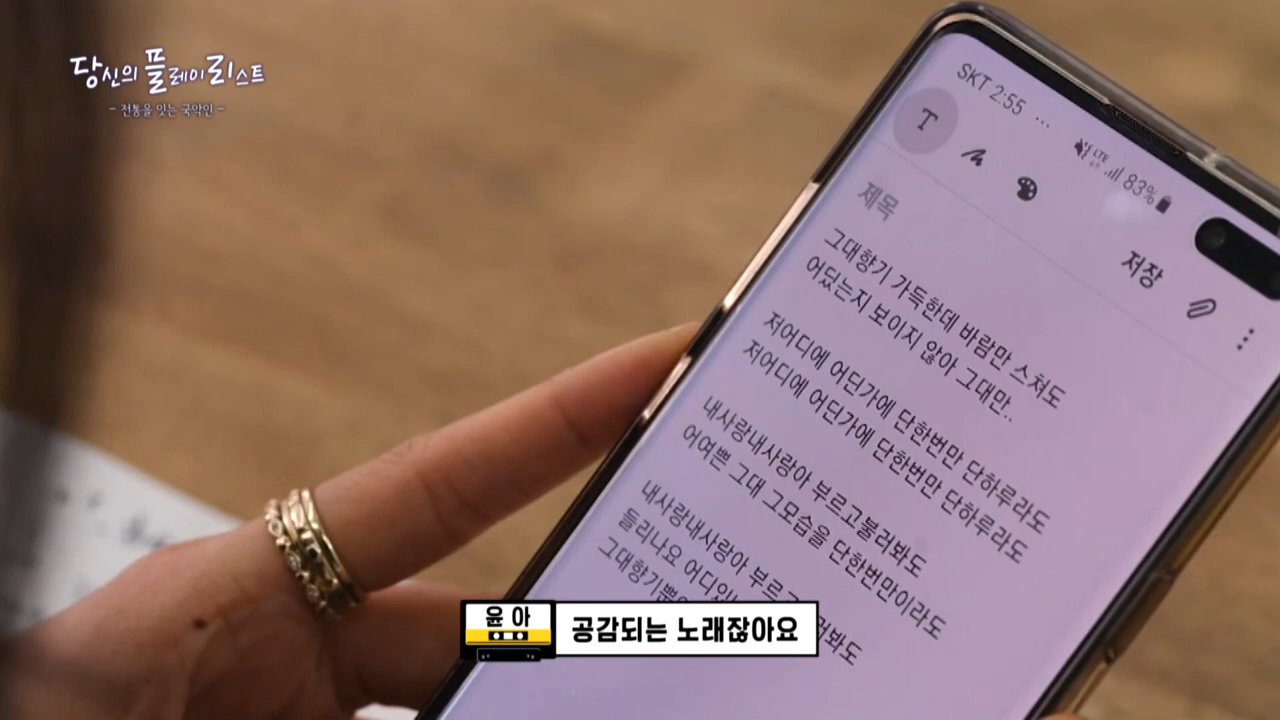 당신의 플레이리스트
- 전통을 잇는 국악인 -
SKT 2:55 ...
LTE
83%
T
제목
저장
그대향기 가득한데 바람만 스쳐도
어딨는지 보이지 않아 그대만..
저어디에 어딘가에 단한번만 단하루라도
저어디에 어딘가에 단한번만 단하루라도
내사랑내사랑아 부르고불러봐도
어여쁜 그대 그모습을 단한번만이라도
내사랑내사랑아 부르고 봐도
들리나요
그대향기
윤아
공감되는 노래잖아요